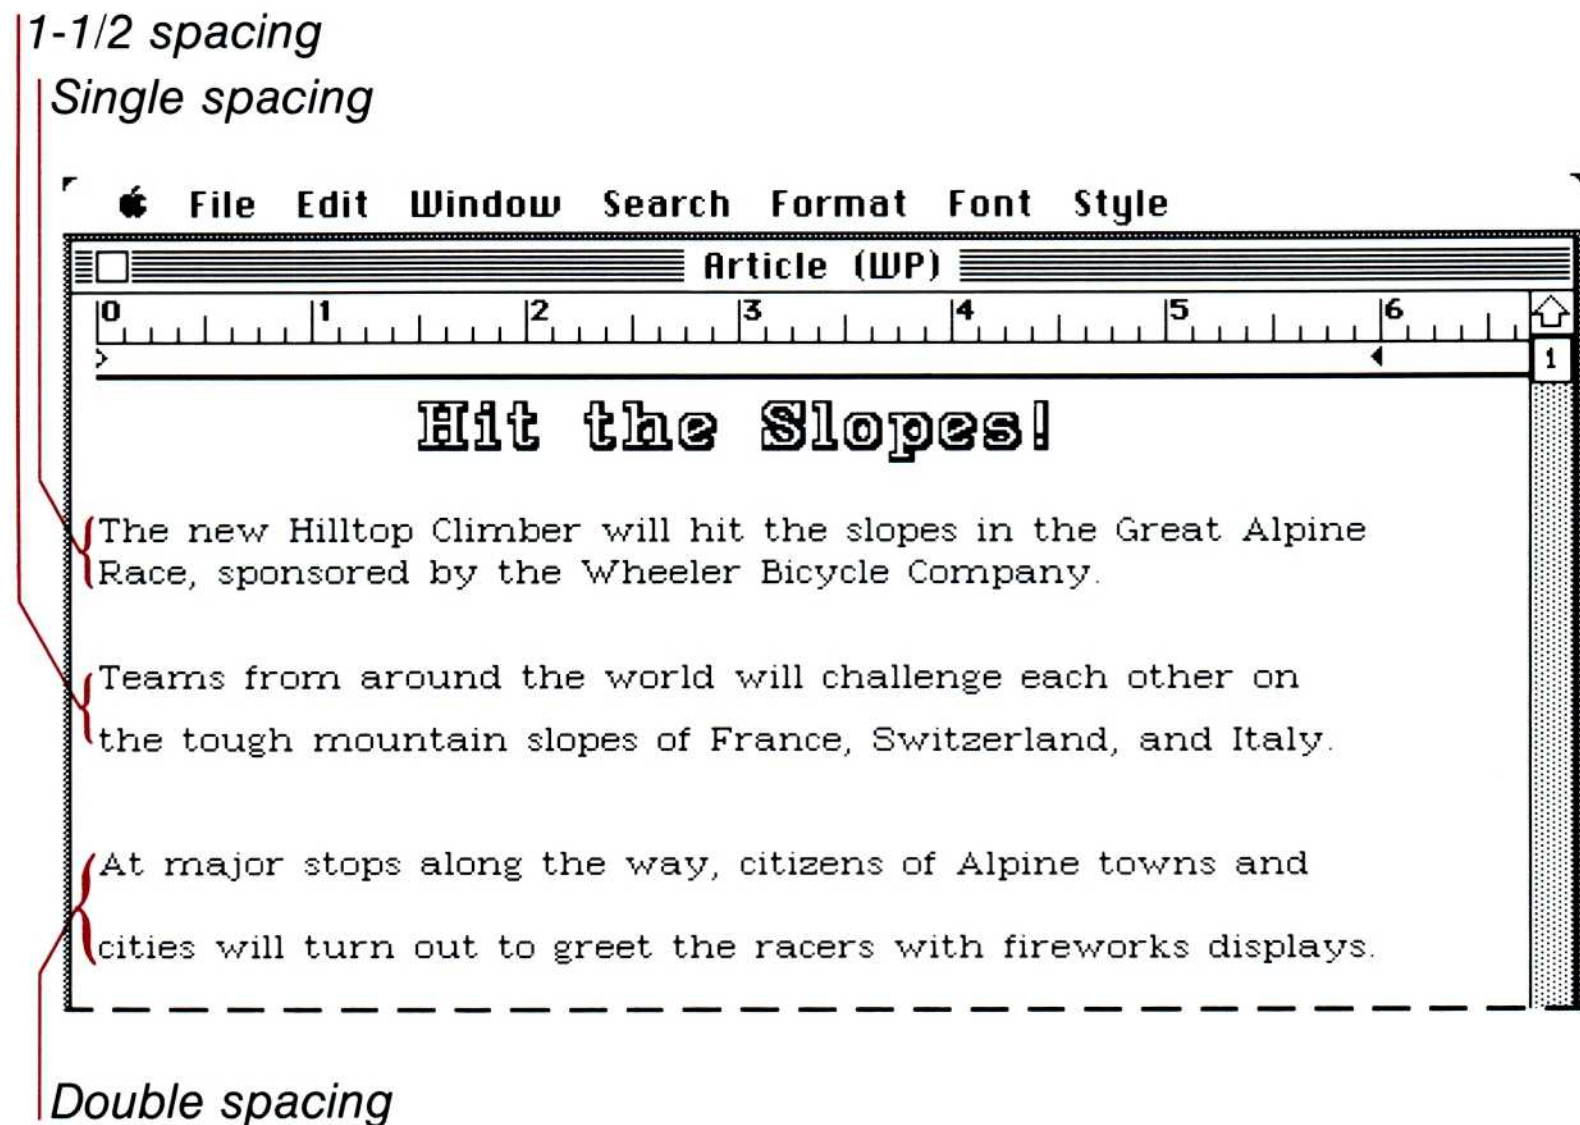 1-1/2 spacing
Single spacing
File Edit Window Search Format Font Style
Article (WP)
0 1 2 3 4 5 6
1
Hit the Slopes!
The new Hilltop Climber will hit the slopes in the Great Alpine
Race, sponsored by the Wheeler Bicycle Company.
Teams from around the world will challenge each other on
the tough mountain slopes of France, Switzerland, and Italy.
At major stops along the way, citizens of Alpine towns and
cities will turn out to greet the racers with fireworks displays.
Double spacing